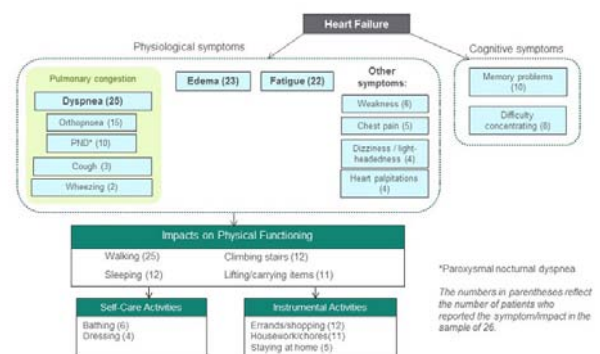 Heart Failure
Physiological symptoms
Cognitive symptoms
Pulmonary congestion
Dyspnea (25)
Orthopnoea (15)
PND* (10)
Cough (3)
Wheezing (2)
Edema (23)
Fatigue (22)
Other
symptoms:
Weakness (6)
Chest pain (5)
Dizziness / light-
headedness (4)
Heart palpitations
(4)
Memory problems
(10)
Difficulty
concentrating (8)
Impacts on Physical Functioning
Walking (25)
Climbing stairs (12)
Sleeping (12)
Lifting/carrying items (11)
Self-Care Activities
Bathing (6)
Dressing (4)
Instrumental Activities
Errands/shopping (12)
Housework/chores(11)
Staying at home (5)
*Paroxysmal nocturnal dyspnea
The numbers in parentheses reflect
the number of patients who
reported the symptom/impact in the
sample of 26.